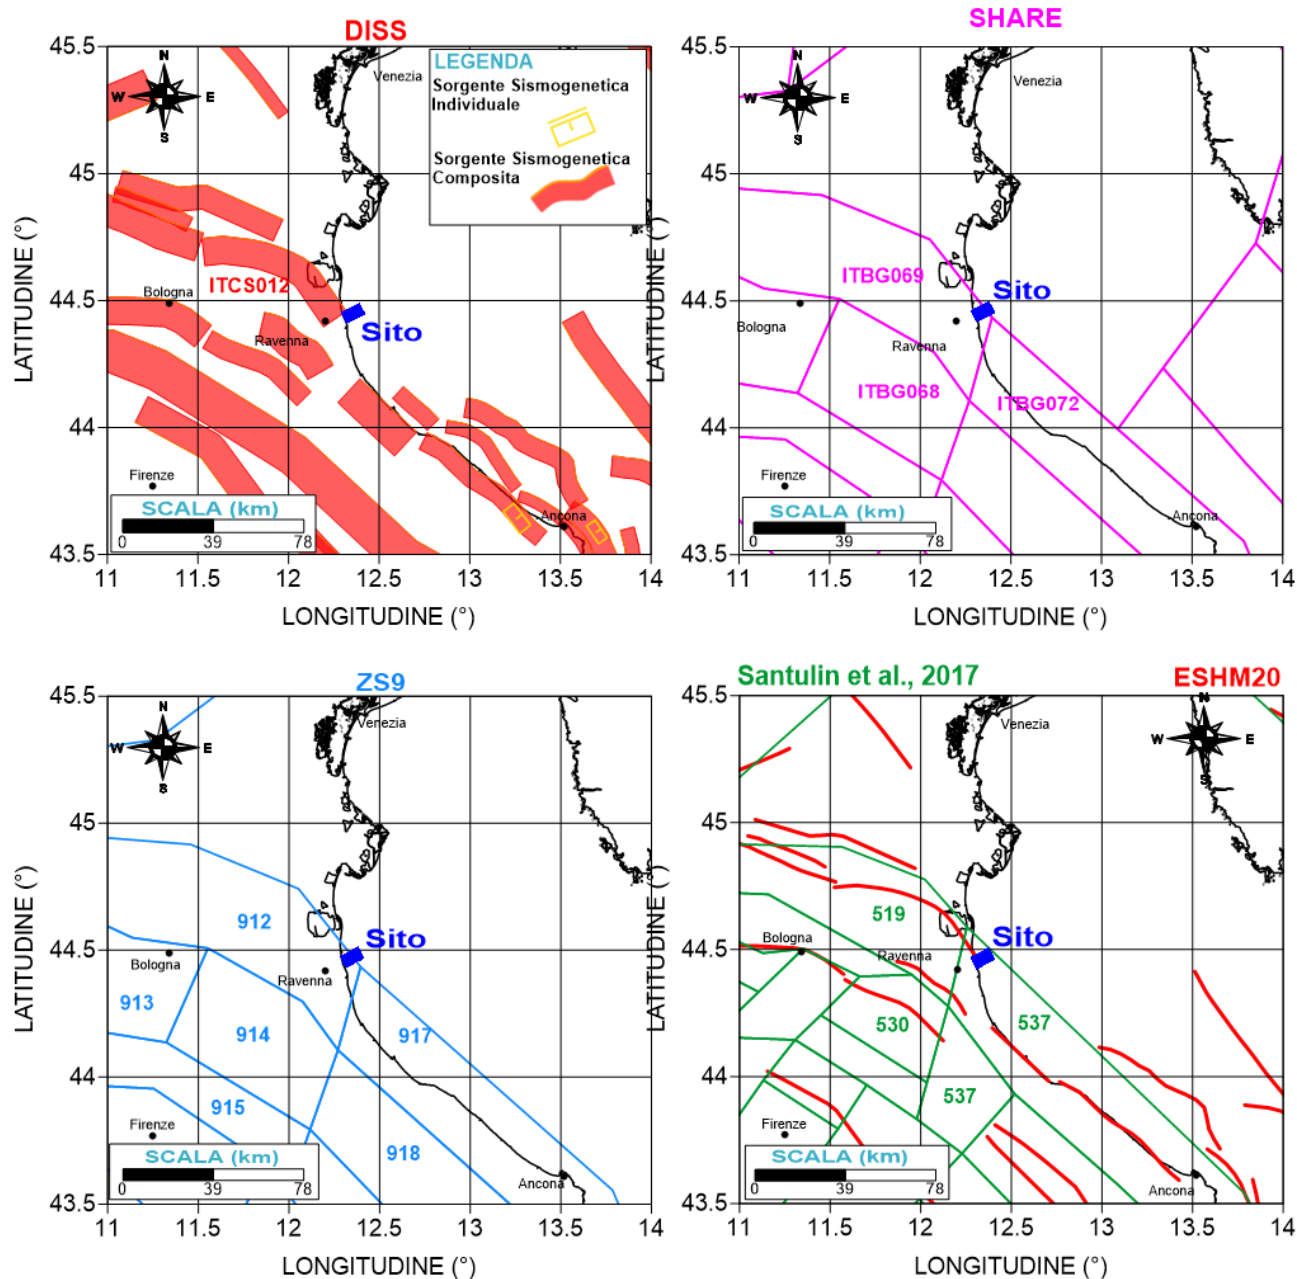 DISS
45.5
45
44.5
44
43.5
11
11.5
12
12.5
13
13.5
14
LATITUDINE (°)
LONGITUDINE (°)
N
W
E
S
Venezia
LEGENDA
Sorgente Sismogenetica
Individuale
Sorgente Sismogenetica
Composita
ITCS012
Bologna
Sito
Ravenna
Firenze
Ancona
SCALA (km)
0
39
78
SHARE
45.5
45
44.5
44
43.5
11
11.5
12
12.5
13
13.5
14
LATITUDINE (°)
LONGITUDINE (°)
N
W
E
S
Venezia
ITBG069
Sito
Bologna
Ravenna
ITBG068
ITBG072
Firenze
Ancona
SCALA (km)
0
39
78
ZS9
45.5
45
44.5
44
43.5
11
11.5
12
12.5
13
13.5
14
LATITUDINE (°)
LONGITUDINE (°)
N
W
E
S
Venezia
912
Sito
Bologna
Ravenna
913
914
917
915
918
Firenze
Ancona
SCALA (km)
0
39
78
Santulin et al., 2017
ESHM20
45.5
45
44.5
44
43.5
11
11.5
12
12.5
13
13.5
14
LATITUDINE (°)
LONGITUDINE (°)
N
W
E
S
Venezia
519
Sito
Bologna
Ravenna
530
537
537
Firenze
Ancona
SCALA (km)
0
39
78